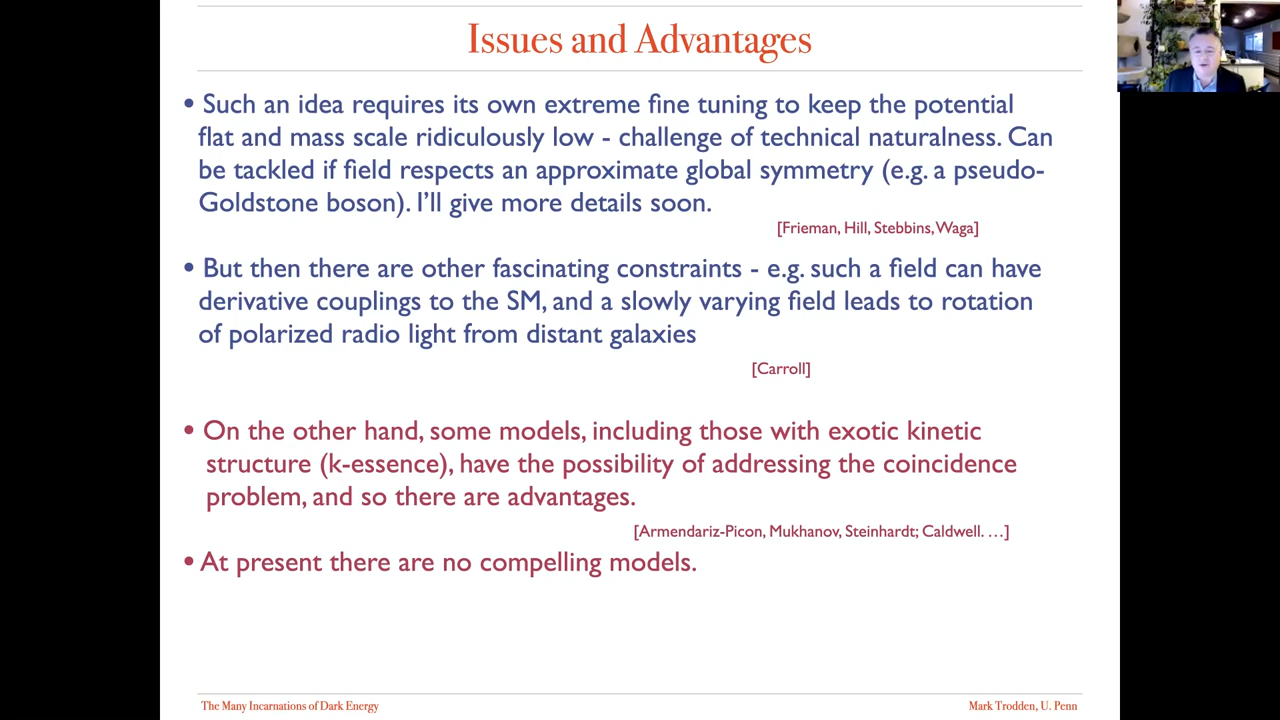 Issues and Advantages
• Such an idea requires its own extreme fine tuning to keep the potential
flat and mass scale ridiculously low - challenge of technical naturalness. Can
be tackled if field respects an approximate global symmetry (e.g. a pseudo-
Goldstone boson). I'll give more details soon.
[Frieman, Hill, Stebbins, Waga]
• But then there are other fascinating constraints - e.g. such a field can have
derivative couplings to the SM, and a slowly varying field leads to rotation
of polarized radio light from distant galaxies
[Carroll]
• On the other hand, some models, including those with exotic kinetic
structure (k-essence), have the possibility of addressing the coincidence
problem, and so there are advantages.
[Armendariz-Picon, Mukhanov, Steinhardt; Caldwell. …]
• At present there are no compelling models.
The Many Incarnations of Dark Energy
Mark Trodden, U. Penn